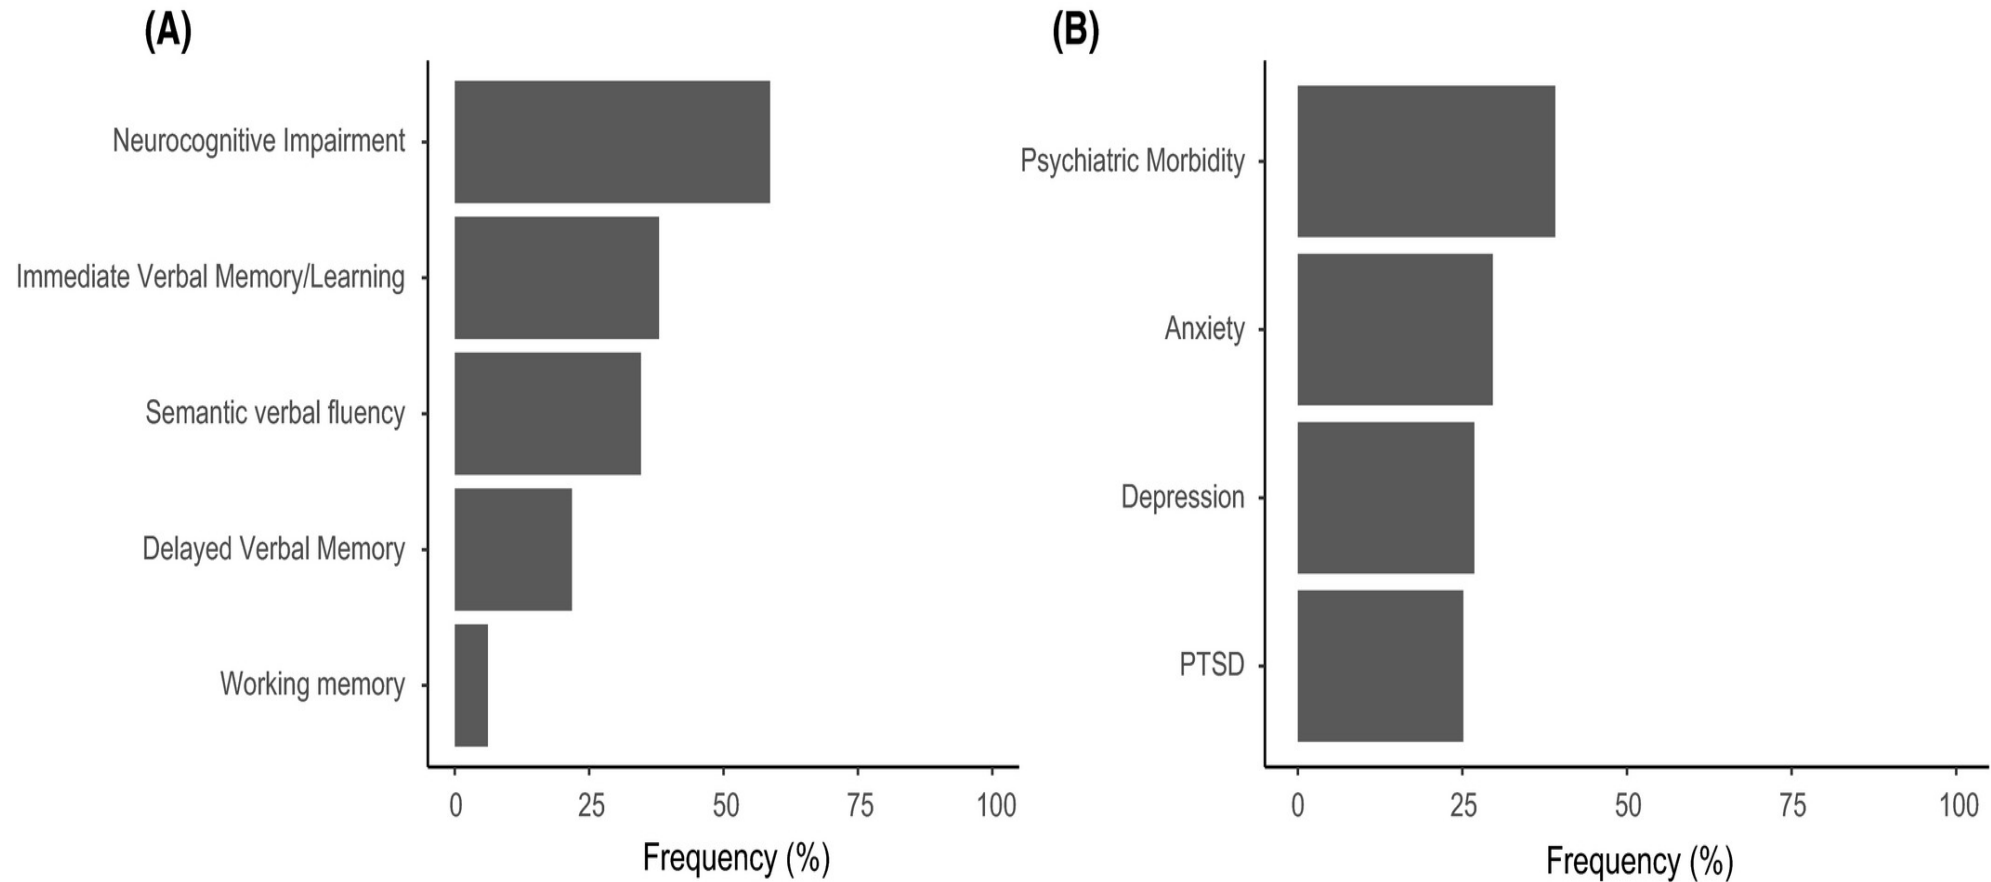 (A)
Neurocognitive Impairment
Immediate Verbal Memory/Learning
Semantic verbal fluency
Delayed Verbal Memory
Working memory
0 25 50 75 100
Frequency (%)
(B)
Psychiatric Morbidity
Anxiety
Depression
PTSD
0 25 50 75 100
Frequency (%)